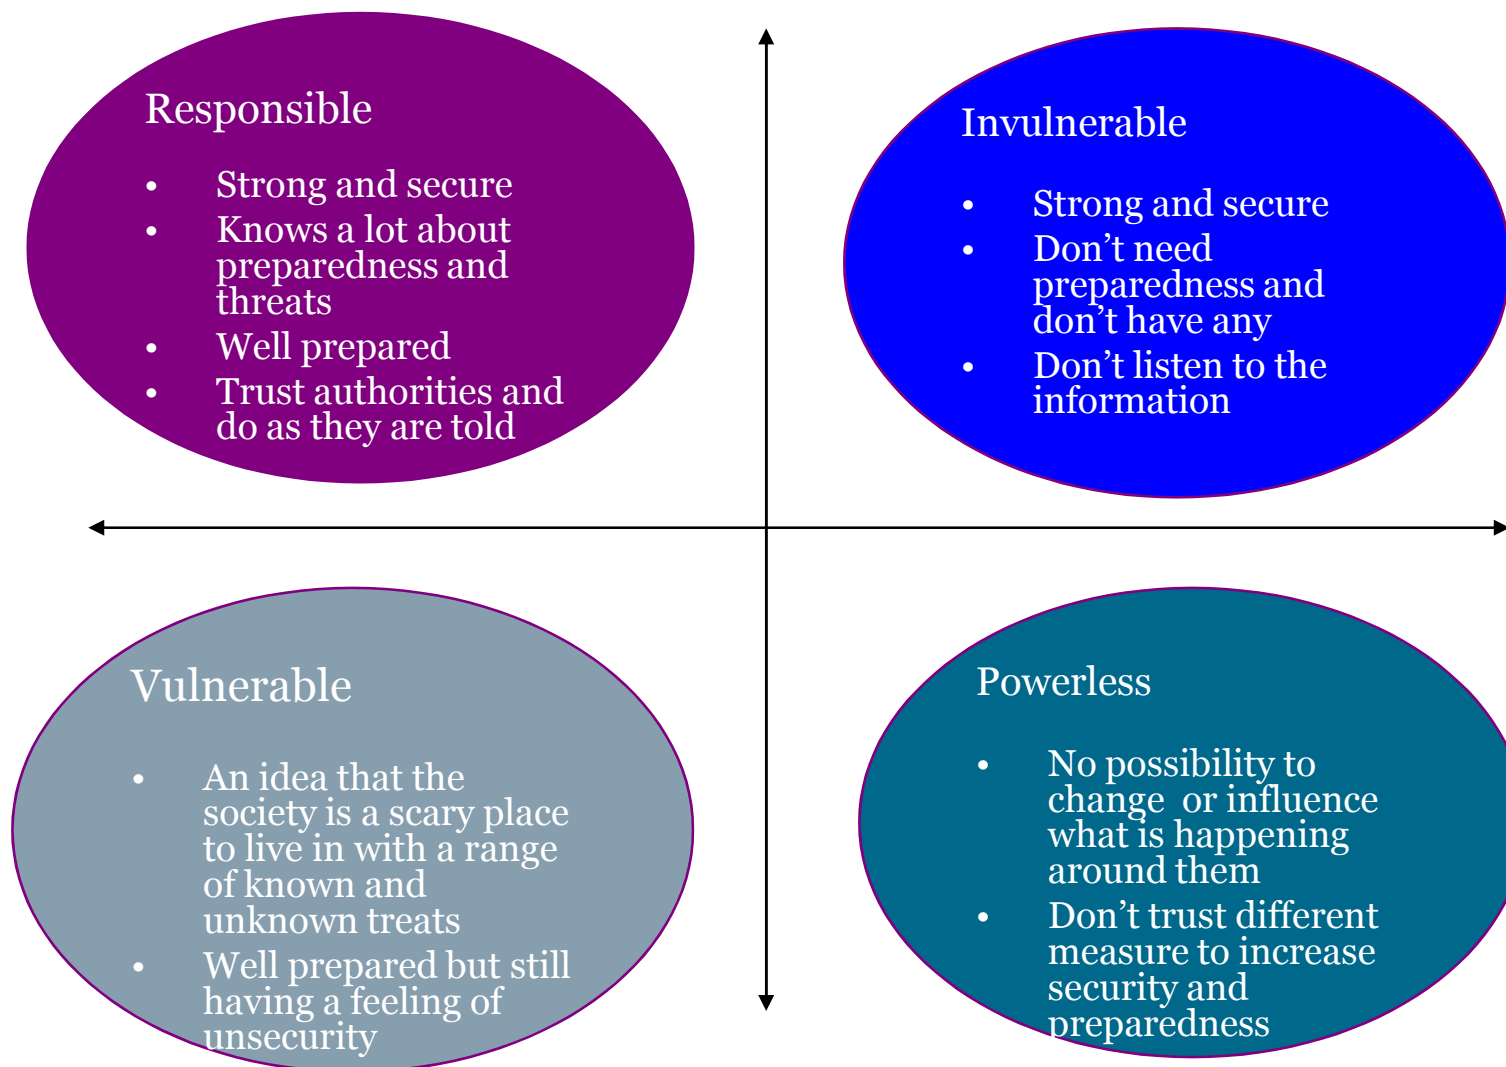 Responsible
• Strong and secure
• Knows a lot about
preparedness and
threats
• Well prepared
• Trust authorities and
do as they are told
Invulnerable
• Strong and secure
• Don’t need
preparedness and
don’t have any
• Don’t listen to the
information
Vulnerable
• An idea that the
society is a scary place
to live in with a range
of known and
unknown treats
• Well prepared but still
having a feeling of
unsecurity
Powerless
• No possibility to
change or influence
what is happening
around them
• Don’t trust different
measure to increase
security and
preparedness